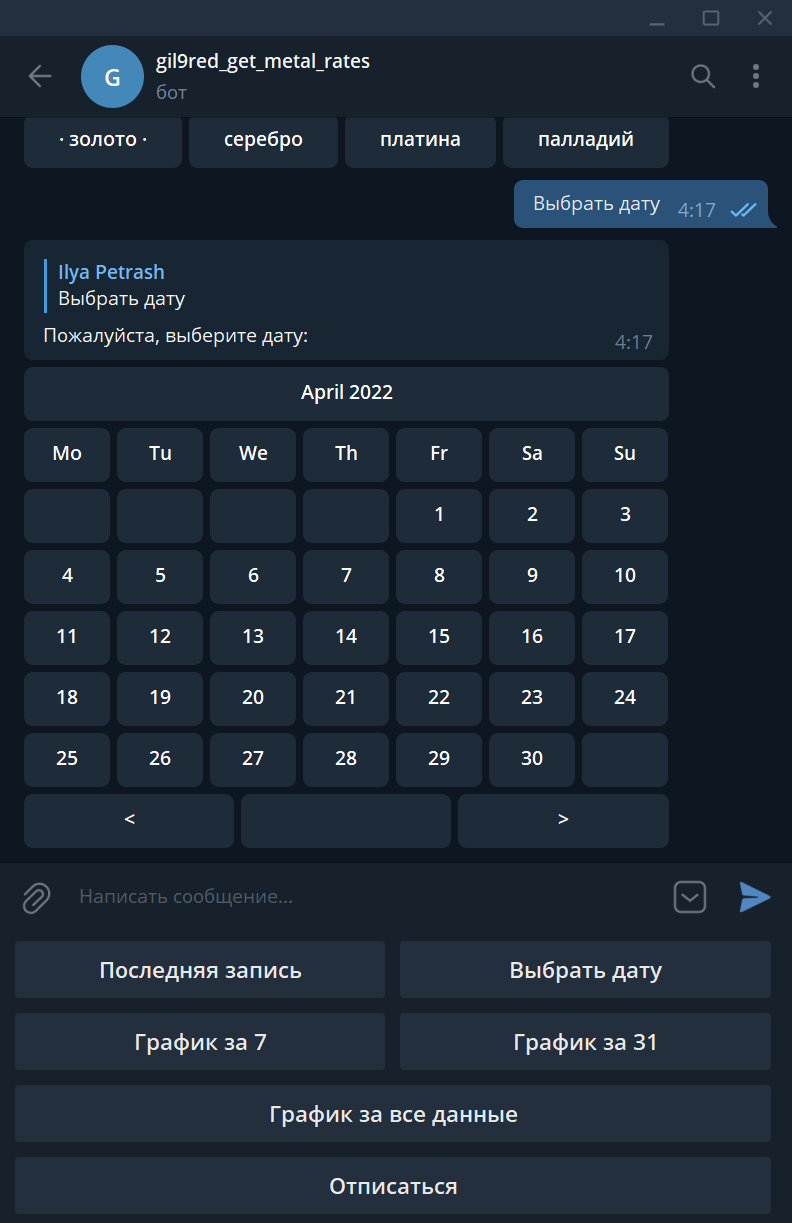 G
gil9red_get_metal_rates
бот
· золото · серебро платина палладий
Выбрать дату 4:17
Ilya Petrash
Выбрать дату
Пожалуйста, выберите дату: 4:17
April 2022
Mo Tu We Th Fr Sa Su
1 2 3
4 5 6 7 8 9 10
11 12 13 14 15 16 17
18 19 20 21 22 23 24
25 26 27 28 29 30
< >
Написать сообщение...
Последняя запись Выбрать дату
График за 7 График за 31
График за все данные
Отписаться